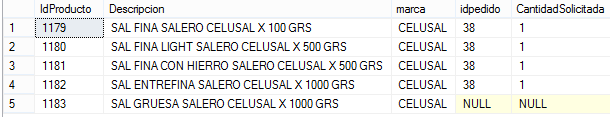 IdProducto Descripcion marca idpedido CantidadSolicitada
1 1179 SAL FINA SALERO CELUSAL X 100 GRS CELUSAL 38 1
2 1180 SAL FINA LIGHT SALERO CELUSAL X 500 GRS CELUSAL 38 1
3 1181 SAL FINA CON HIERRO SALERO CELUSAL X 500 GRS CELUSAL 38 1
4 1182 SAL ENTREFINA SALERO CELUSAL X 1000 GRS CELUSAL 38 1
5 1183 SAL GRUESA SALERO CELUSAL X 1000 GRS CELUSAL NULL NULL